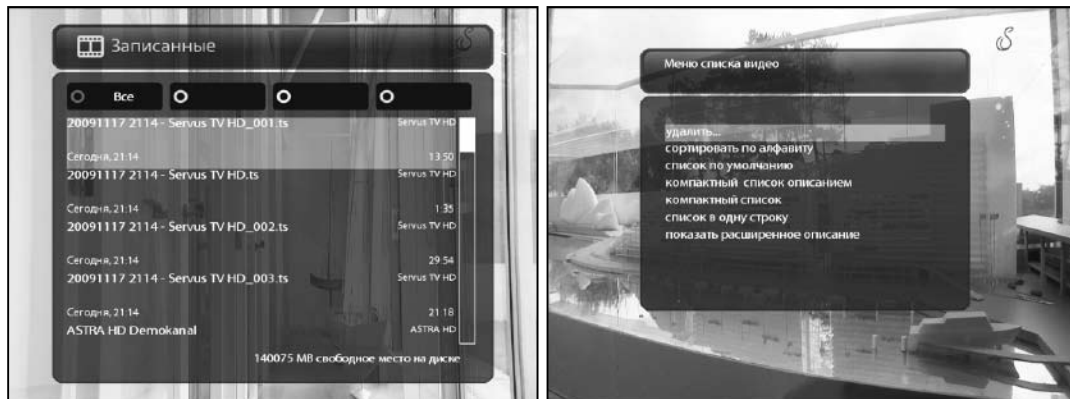 Записанные
Все
20091117 2114 - Servus TV HD_001.ts Servus TV HD
Сегодня, 21:14 13:50
20091117 2114 - Servus TV HD.ts Servus TV HD
Сегодня, 21:14 1:35
20091117 2114 - Servus TV HD_002.ts Servus TV HD
Сегодня, 21:14 29:54
20091117 2114 - Servus TV HD_003.ts Servus TV HD
Сегодня, 21:14 21:18
ASTRA HD Demokanal ASTRA HD
140075 MB свободное место на диске
Меню списка видео
удалить...
сортировать по алфавиту
список по умолчанию
компактный список описанием
компактный список
список в одну строку
показать расширенное описание